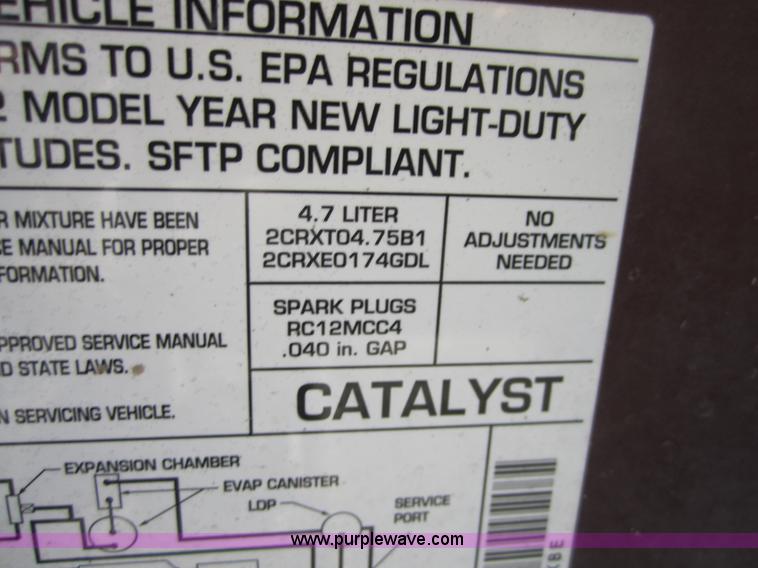 EHICLE INFORMATION
RMS TO U.S. EPA REGULATIONS
2 MODEL YEAR NEW LIGHT-DUTY
TUDES. SFTP COMPLIANT.
R MIXTURE HAVE BEEN
CE MANUAL FOR PROPER
FORMATION.
PPROVED SERVICE MANUAL
D STATE LAWS.
N SERVICING VEHICLE.
4.7 LITER
2CRXT04.75B1
2CRXE0174GDL
NO
ADJUSTMENTS
NEEDED
SPARK PLUGS
RC12MCC4
.040 in. GAP
CATALYST
EXPANSION CHAMBER
EVAP CANISTER
LDP
SERVICE
PORT
www.purplewave.com